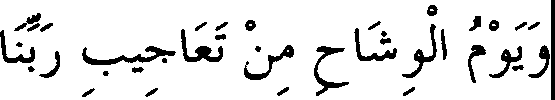 وَيَوْمُ الْوِشَاحِ مِنْ تَعَاجِيبِ رَبِّنَا